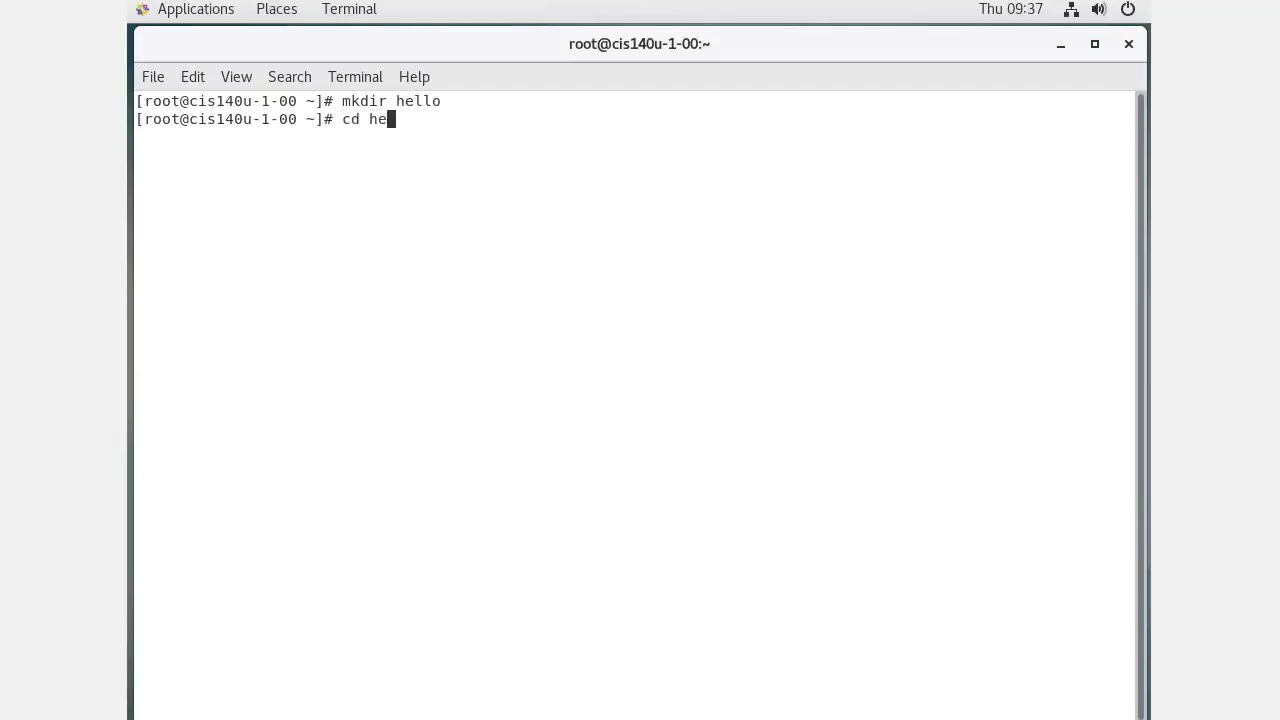 Applications Places Terminal Thu 09:37
root@cis140u-1-00:~
File Edit View Search Terminal Help
[root@cis140u-1-00 ~]# mkdir hello
[root@cis140u-1-00 ~]# cd he